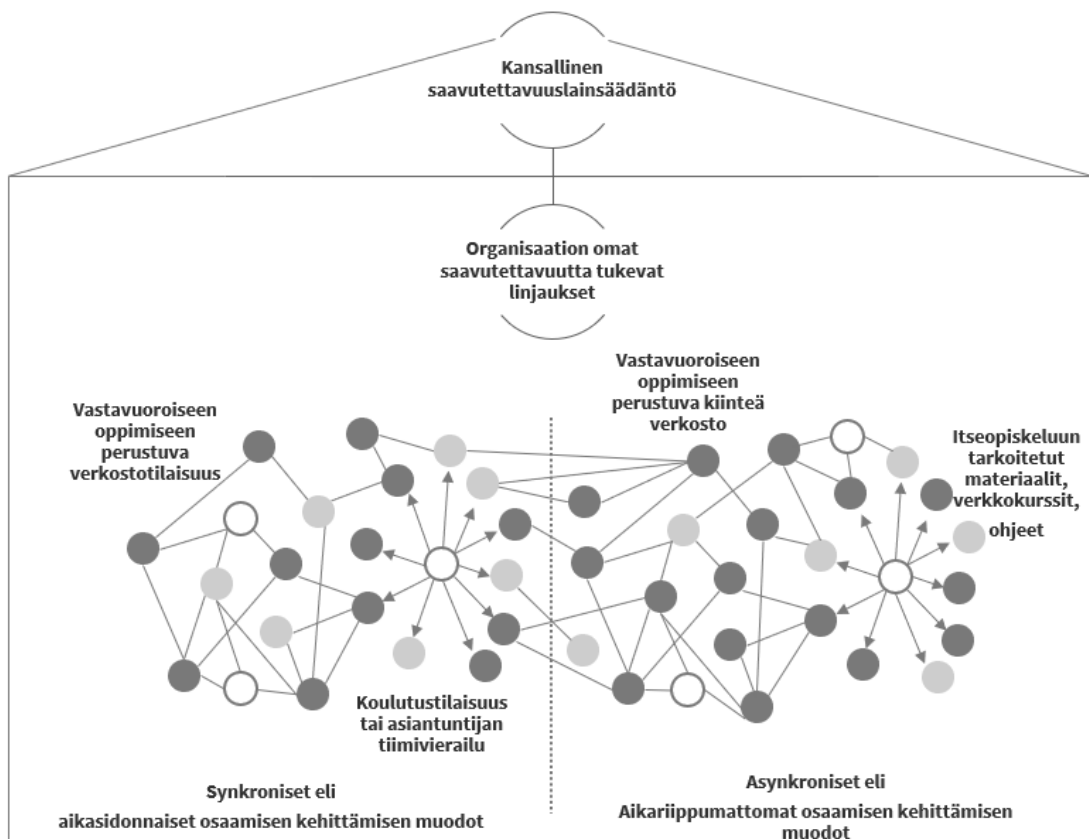 Kansallinen
saavutettavuuslainsäädäntö
Organisaation omat
saavutettavuutta tukevat
linjaukset
Vastavuoroiseen
oppimiseen
perustuva
verkostotilaisuus
Vastavuoroiseen
oppimiseen
perustuva kiinteä
verkosto
Itseopiskeluun
tarkoitetut
materiaalit,
verkkokurssit,
ohjeet
Koulutustilaisuus
tai asiantuntijan
tiimivierailu
Synkroniset eli
aikasidonnaiset osaamisen kehittämisen muodot
Asynkroniset eli
Aikariippumattomat osaamisen kehittämisen
muodot